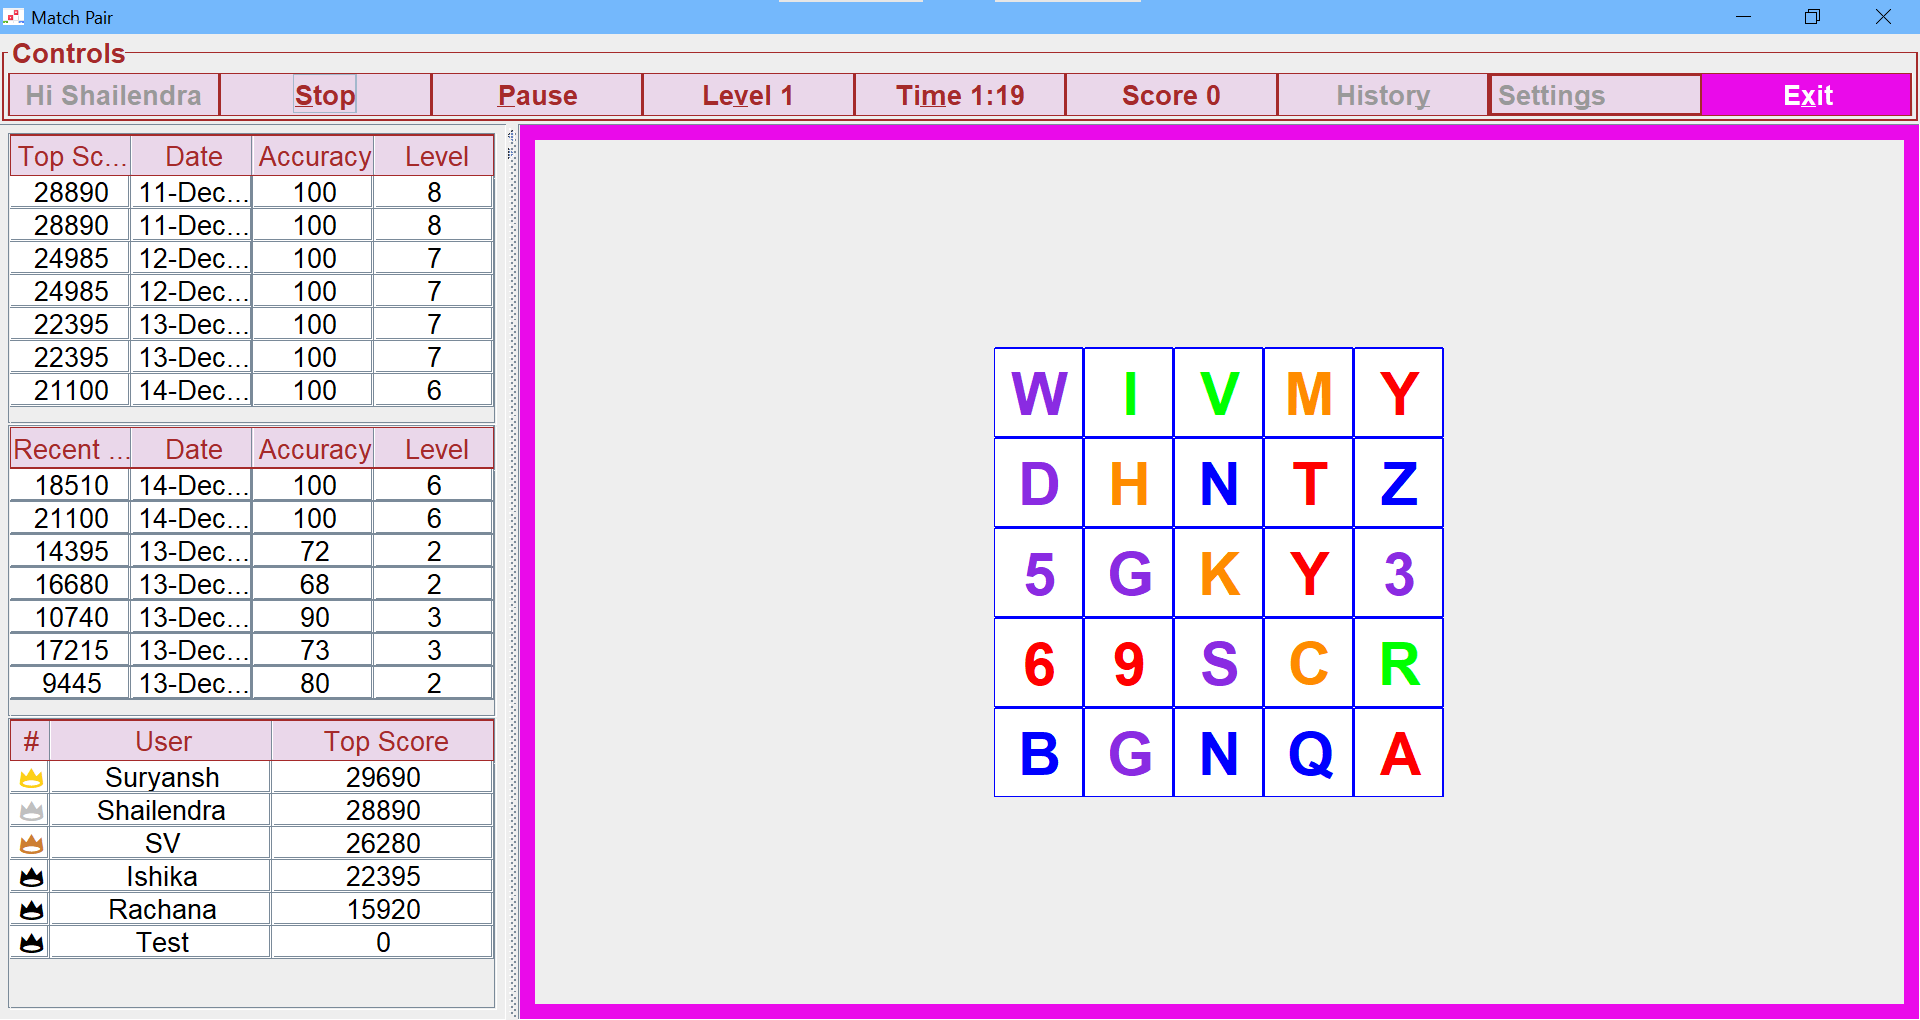 Match Pair
Controls
Hi Shailendra Stop Pause Level 1 Time 1:19 Score 0 History Settings Exit
Top Sc... Date Accuracy Level
28890 11-Dec... 100 8
28890 11-Dec... 100 8
24985 12-Dec... 100 7
24985 12-Dec... 100 7
22395 13-Dec... 100 7
22395 13-Dec... 100 7
21100 14-Dec... 100 6
Recent ... Date Accuracy Level
18510 14-Dec... 100 6
21100 14-Dec... 100 6
14395 13-Dec... 72 2
16680 13-Dec... 68 2
10740 13-Dec... 90 3
17215 13-Dec... 73 3
9445 13-Dec... 80 2
# User Top Score
Suryansh 29690
Shailendra 28890
SV 26280
Ishika 22395
Rachana 15920
Test 0
W I V M Y
D H N T Z
5 G K Y 3
6 9 S C R
B G N Q A